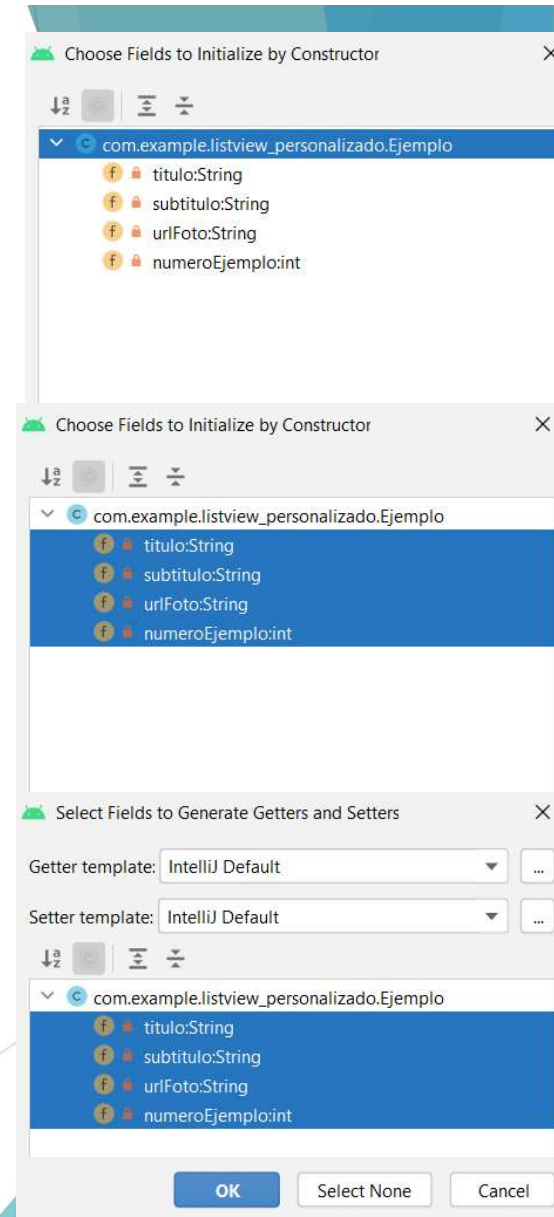 Choose Fields to Initialize by Constructor
com.example.listview_personalizado.Ejemplo
titulo:String
subtitulo:String
urlFoto:String
numeroEjemplo:int
Choose Fields to Initialize by Constructor
com.example.listview_personalizado.Ejemplo
titulo:String
subtitulo:String
urlFoto:String
numeroEjemplo:int
Select Fields to Generate Getters and Setters
Getter template: IntelliJ Default ...
Setter template: IntelliJ Default ...
com.example.listview_personalizado.Ejemplo
titulo:String
subtitulo:String
urlFoto:String
numeroEjemplo:int
OK Select None Cancel